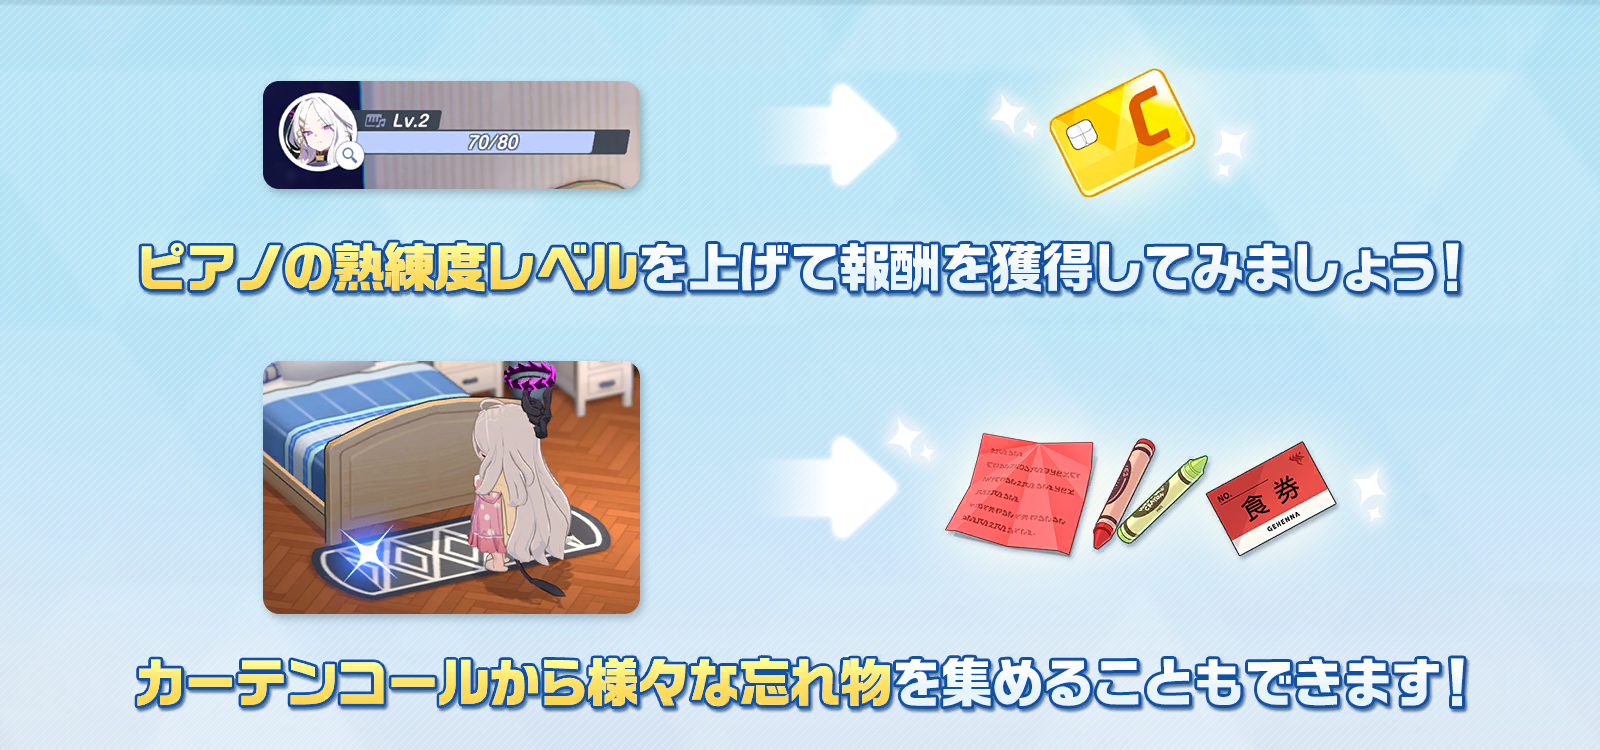 Lv.2
70/80
C
ピアノの熟練度レベルを上げて報酬を獲得してみましょう！
NO.
食券
GEHENNA
カーテンコールから様々な忘れ物を集めることもできます！